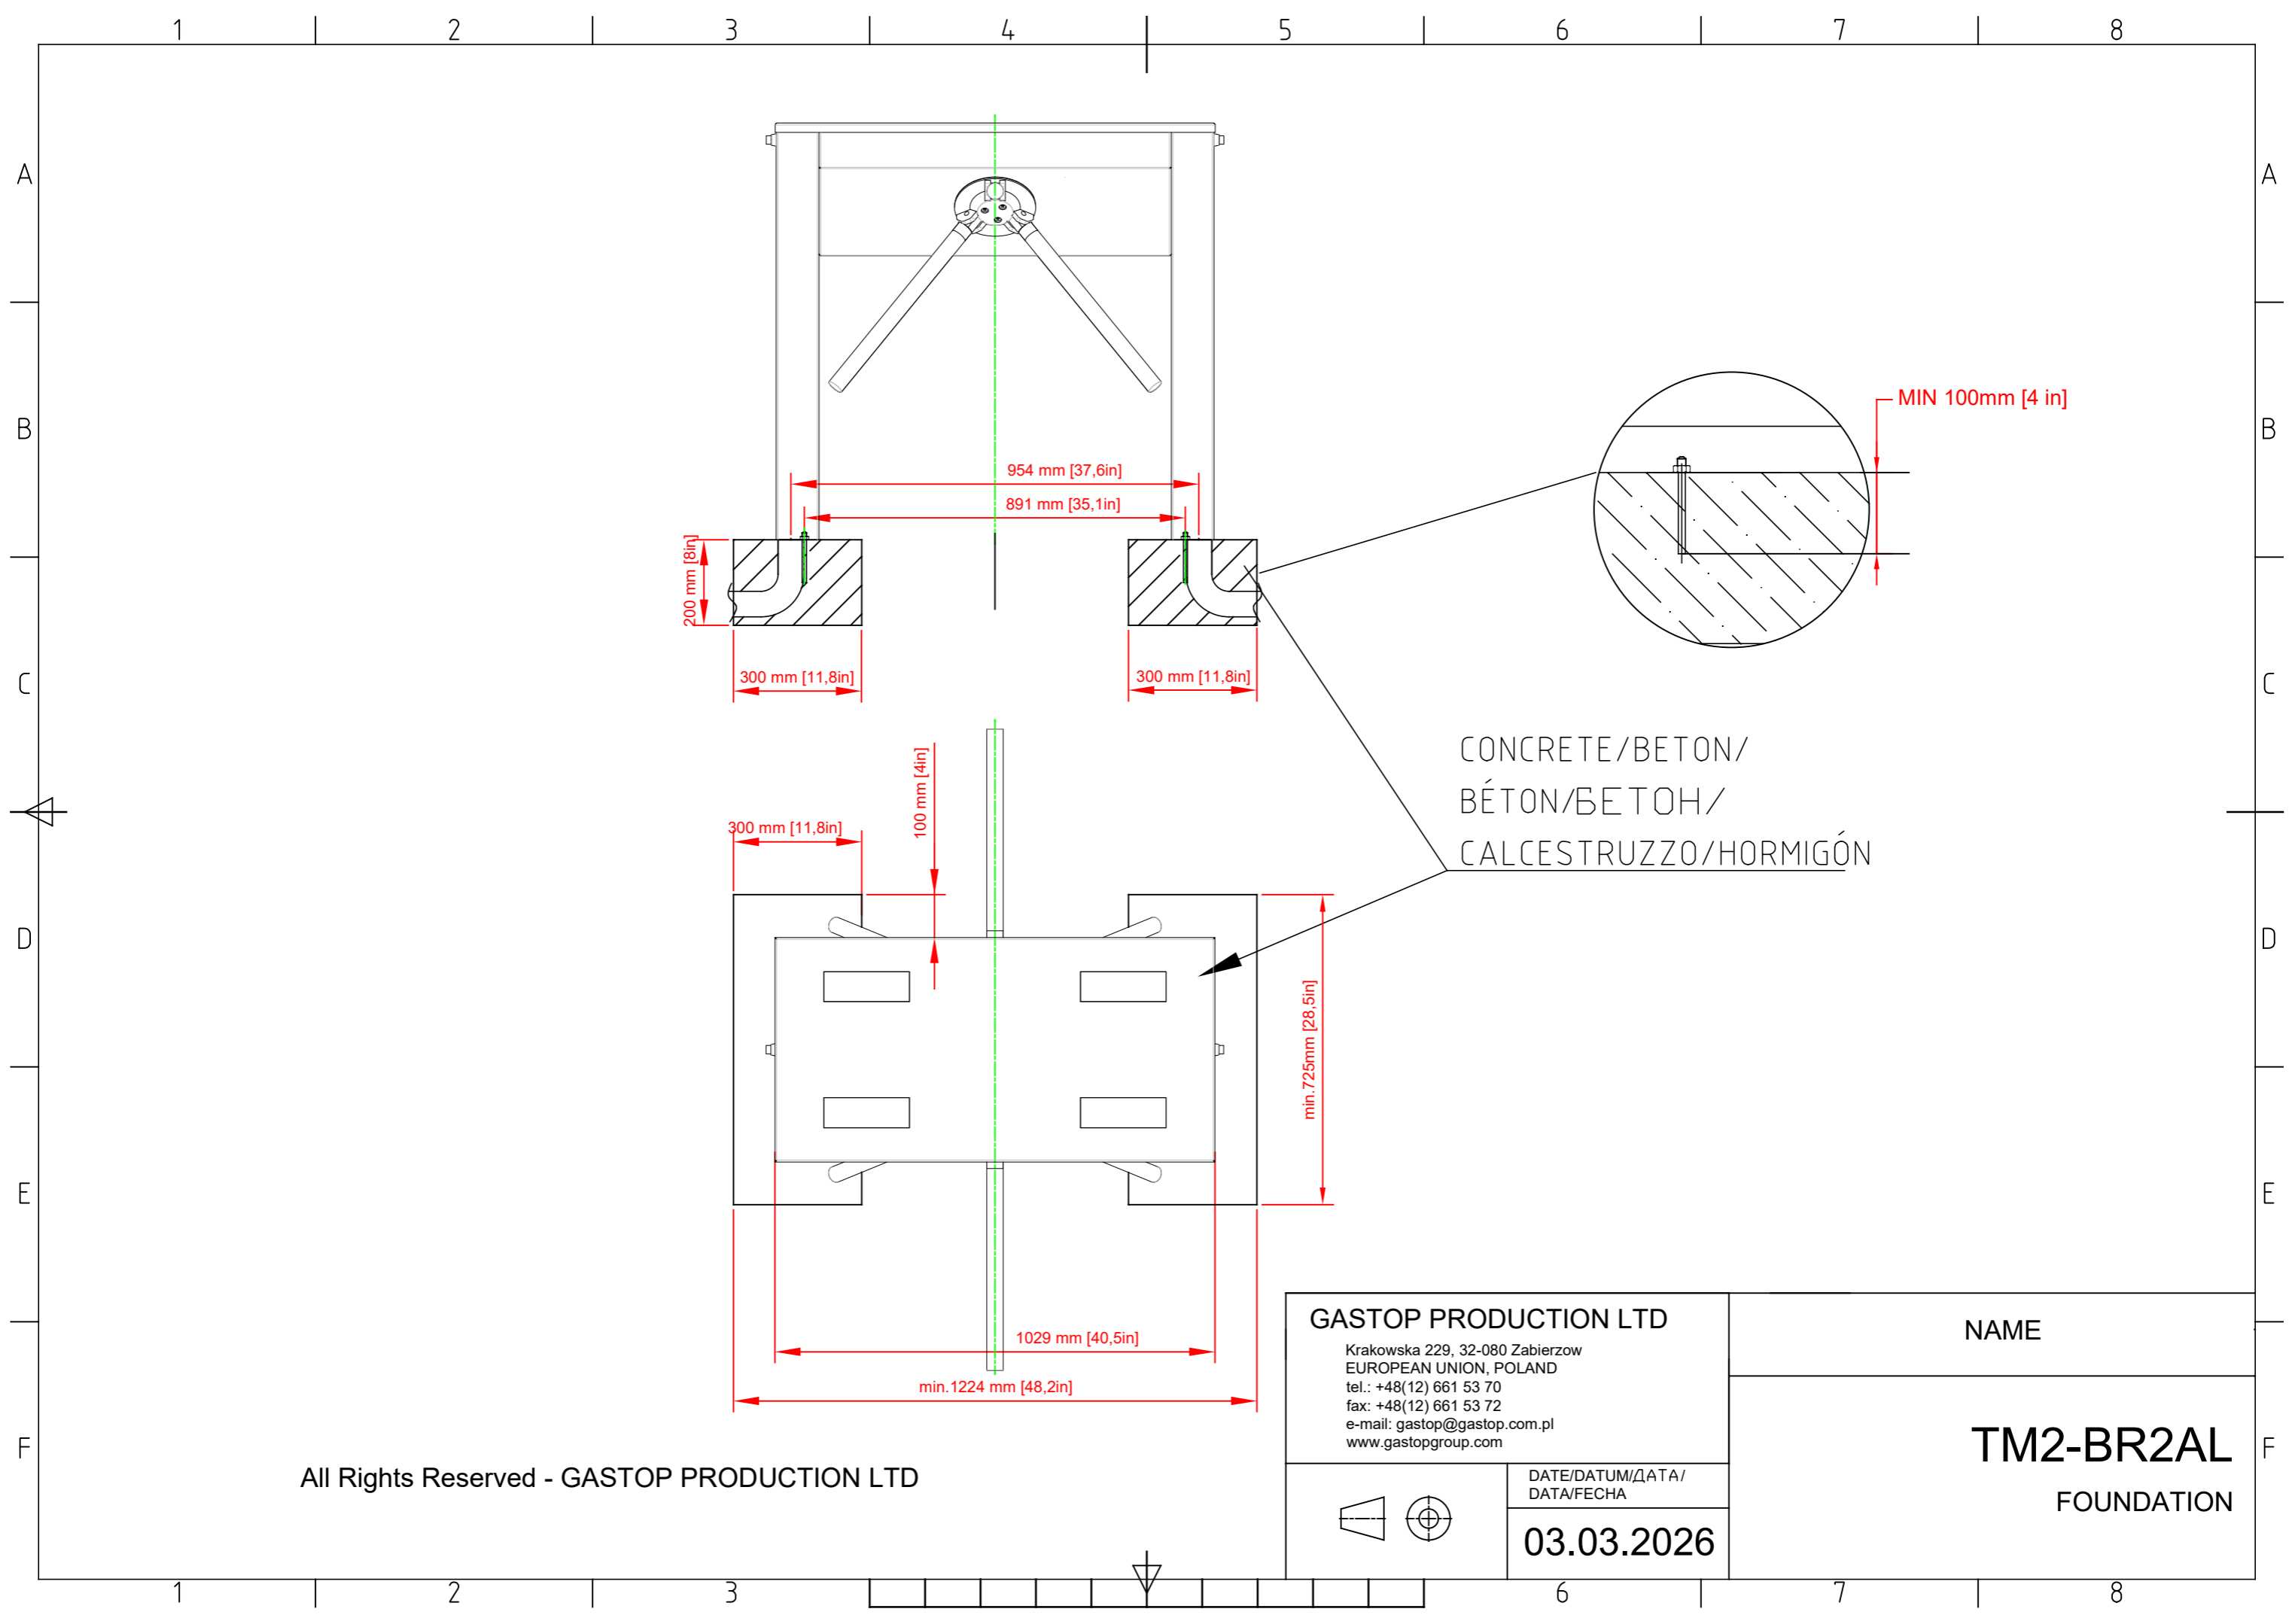 1 2 3 4 5 6 7 8
A A
B B
C C
D D
E E
F F
954 mm [37,6in]
891 mm [35,1in]
200 mm [8in]
300 mm [11,8in]
300 mm [11,8in]
MIN 100mm [4 in]
CONCRETE/BETON/
BÉTON/БЕТОН/
CALCESTRUZZO/HORMIGÓN
100 mm [4in]
300 mm [11,8in]
min.725mm [28,5in]
1029 mm [40,5in]
min.1224 mm [48,2in]
All Rights Reserved - GASTOP PRODUCTION LTD
GASTOP PRODUCTION LTD
Krakowska 229, 32-080 Zabierzow
EUROPEAN UNION, POLAND
tel.: +48(12) 661 53 70
fax: +48(12) 661 53 72
e-mail: gastop@gastop.com.pl
www.gastopgroup.com
DATE/DATUM/ДАТА/
DATA/FECHA
03.03.2026
NAME
TM2-BR2AL
FOUNDATION
1 2 3 6 7 8